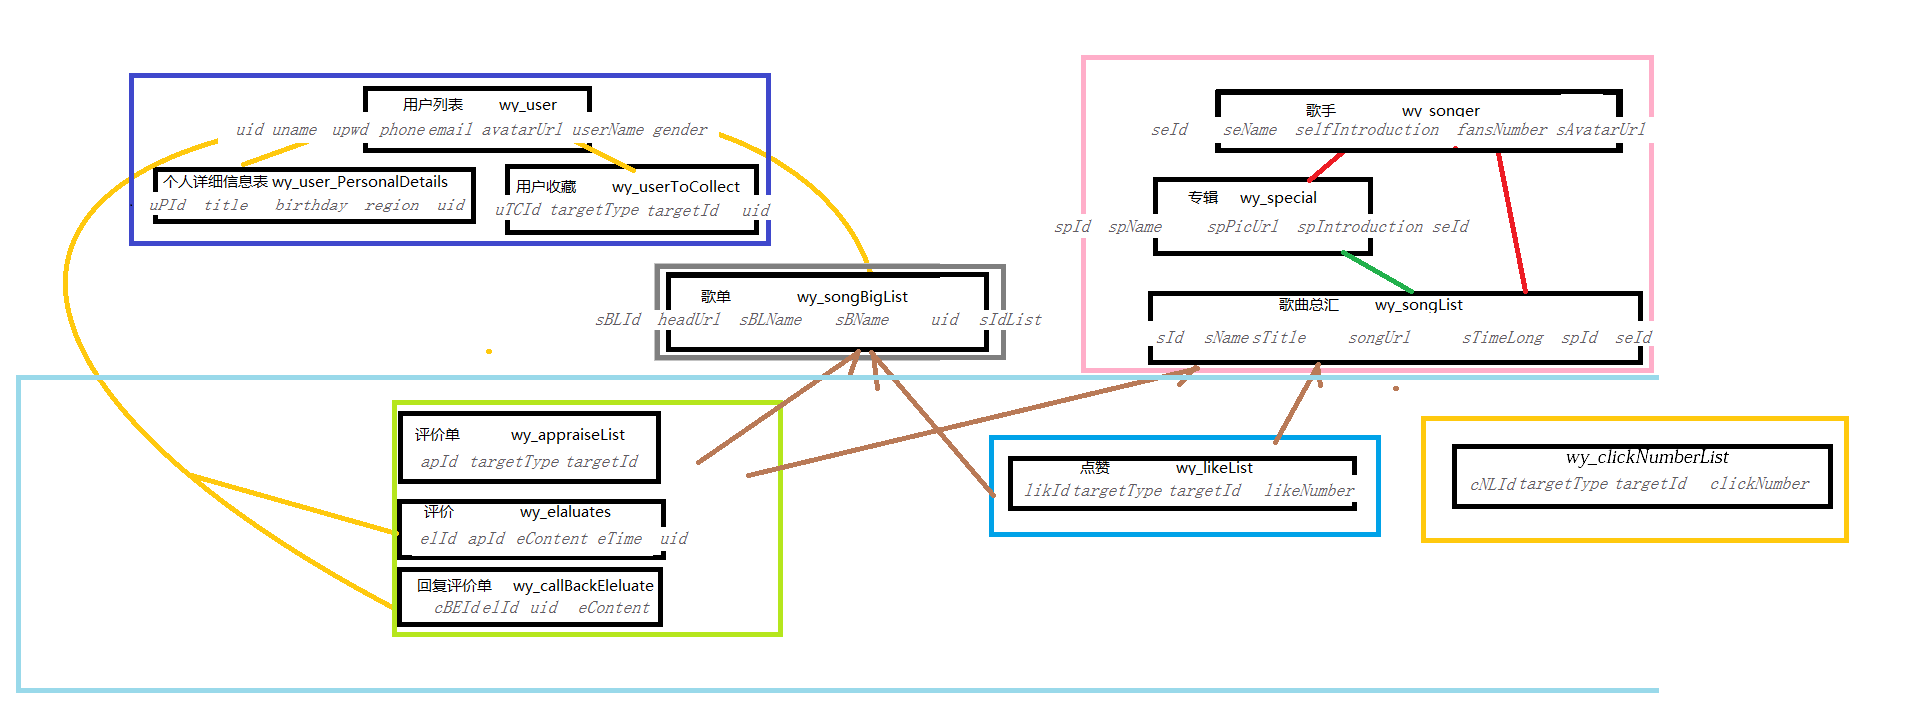 用户列表 wy_user
uid uname upwd phone email avatarUrl userName gender
个人详细信息表 wy_user_PersonalDetails
uPId title birthday region uid
用户收藏 wy_userToCollect
uTCId targetType targetId uid
歌手 wy_songer
seId seName selfIntroduction fansNumber sAvatarUrl
专辑 wy_special
spId spName spPicUrl spIntroduction seId
歌单 wy_songBigList
sBLId headUrl sBLName sBName uid sIdList
歌曲总汇 wy_songList
sId sName sTitle songUrl sTimeLong spId seId
评价单 wy_appraiseList
apId targetType targetId
评价 wy_elaluates
elId apId eContent eTime uid
回复评价单 wy_callBackEleluate
cBEId elId uid eContent
点赞 wy_likeList
likId targetType targetId likeNumber
wy_clickNumberList
cNLId targetType targetId clickNumber